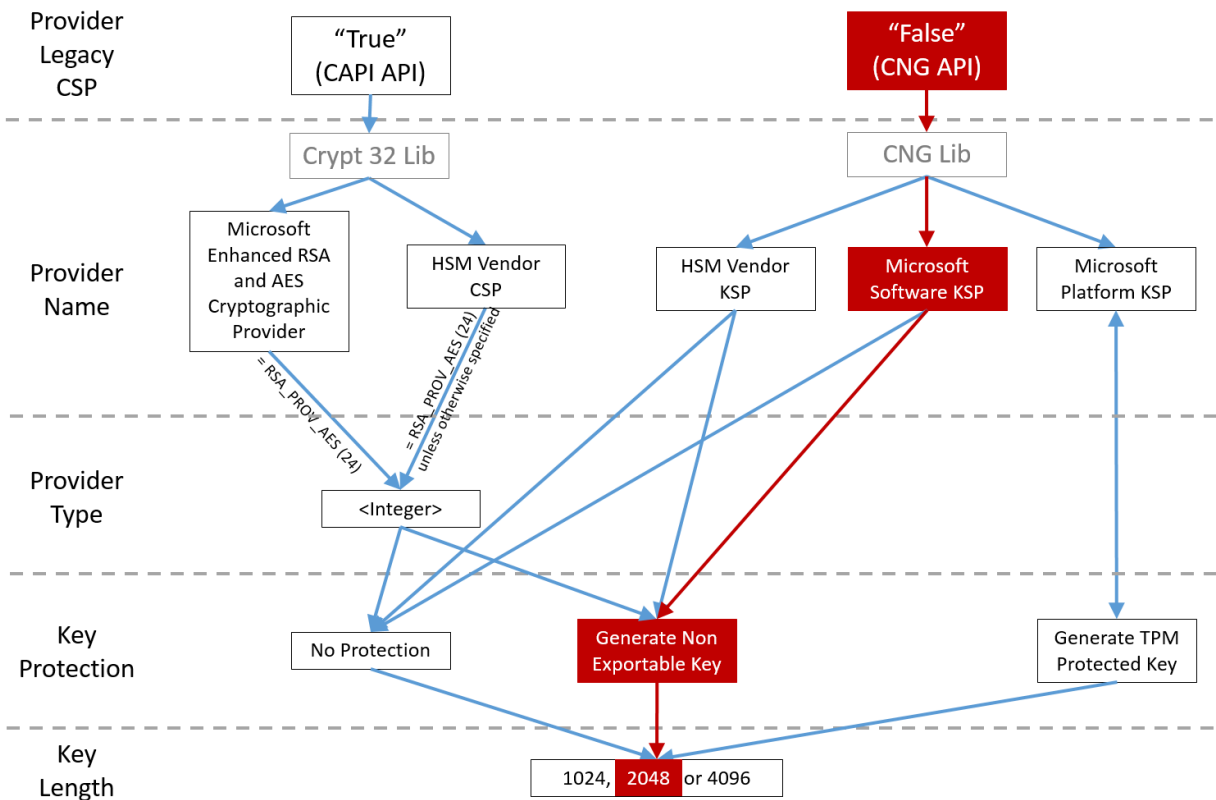 Provider
Legacy
CSP
“True”
(CAPI API)
“False”
(CNG API)
Crypt 32 Lib
CNG Lib
Provider
Name
Microsoft
Enhanced RSA
and AES
Cryptographic
Provider
HSM Vendor
CSP
HSM Vendor
KSP
Microsoft
Software KSP
Microsoft
Platform KSP
= RSA_PROV_AES (24)
= RSA_PROV_AES (24)
unless otherwise specified
Provider
Type
<Integer>
Key
Protection
No Protection
Generate Non
Exportable Key
Generate TPM
Protected Key
Key
Length
1024, 2048 or 4096